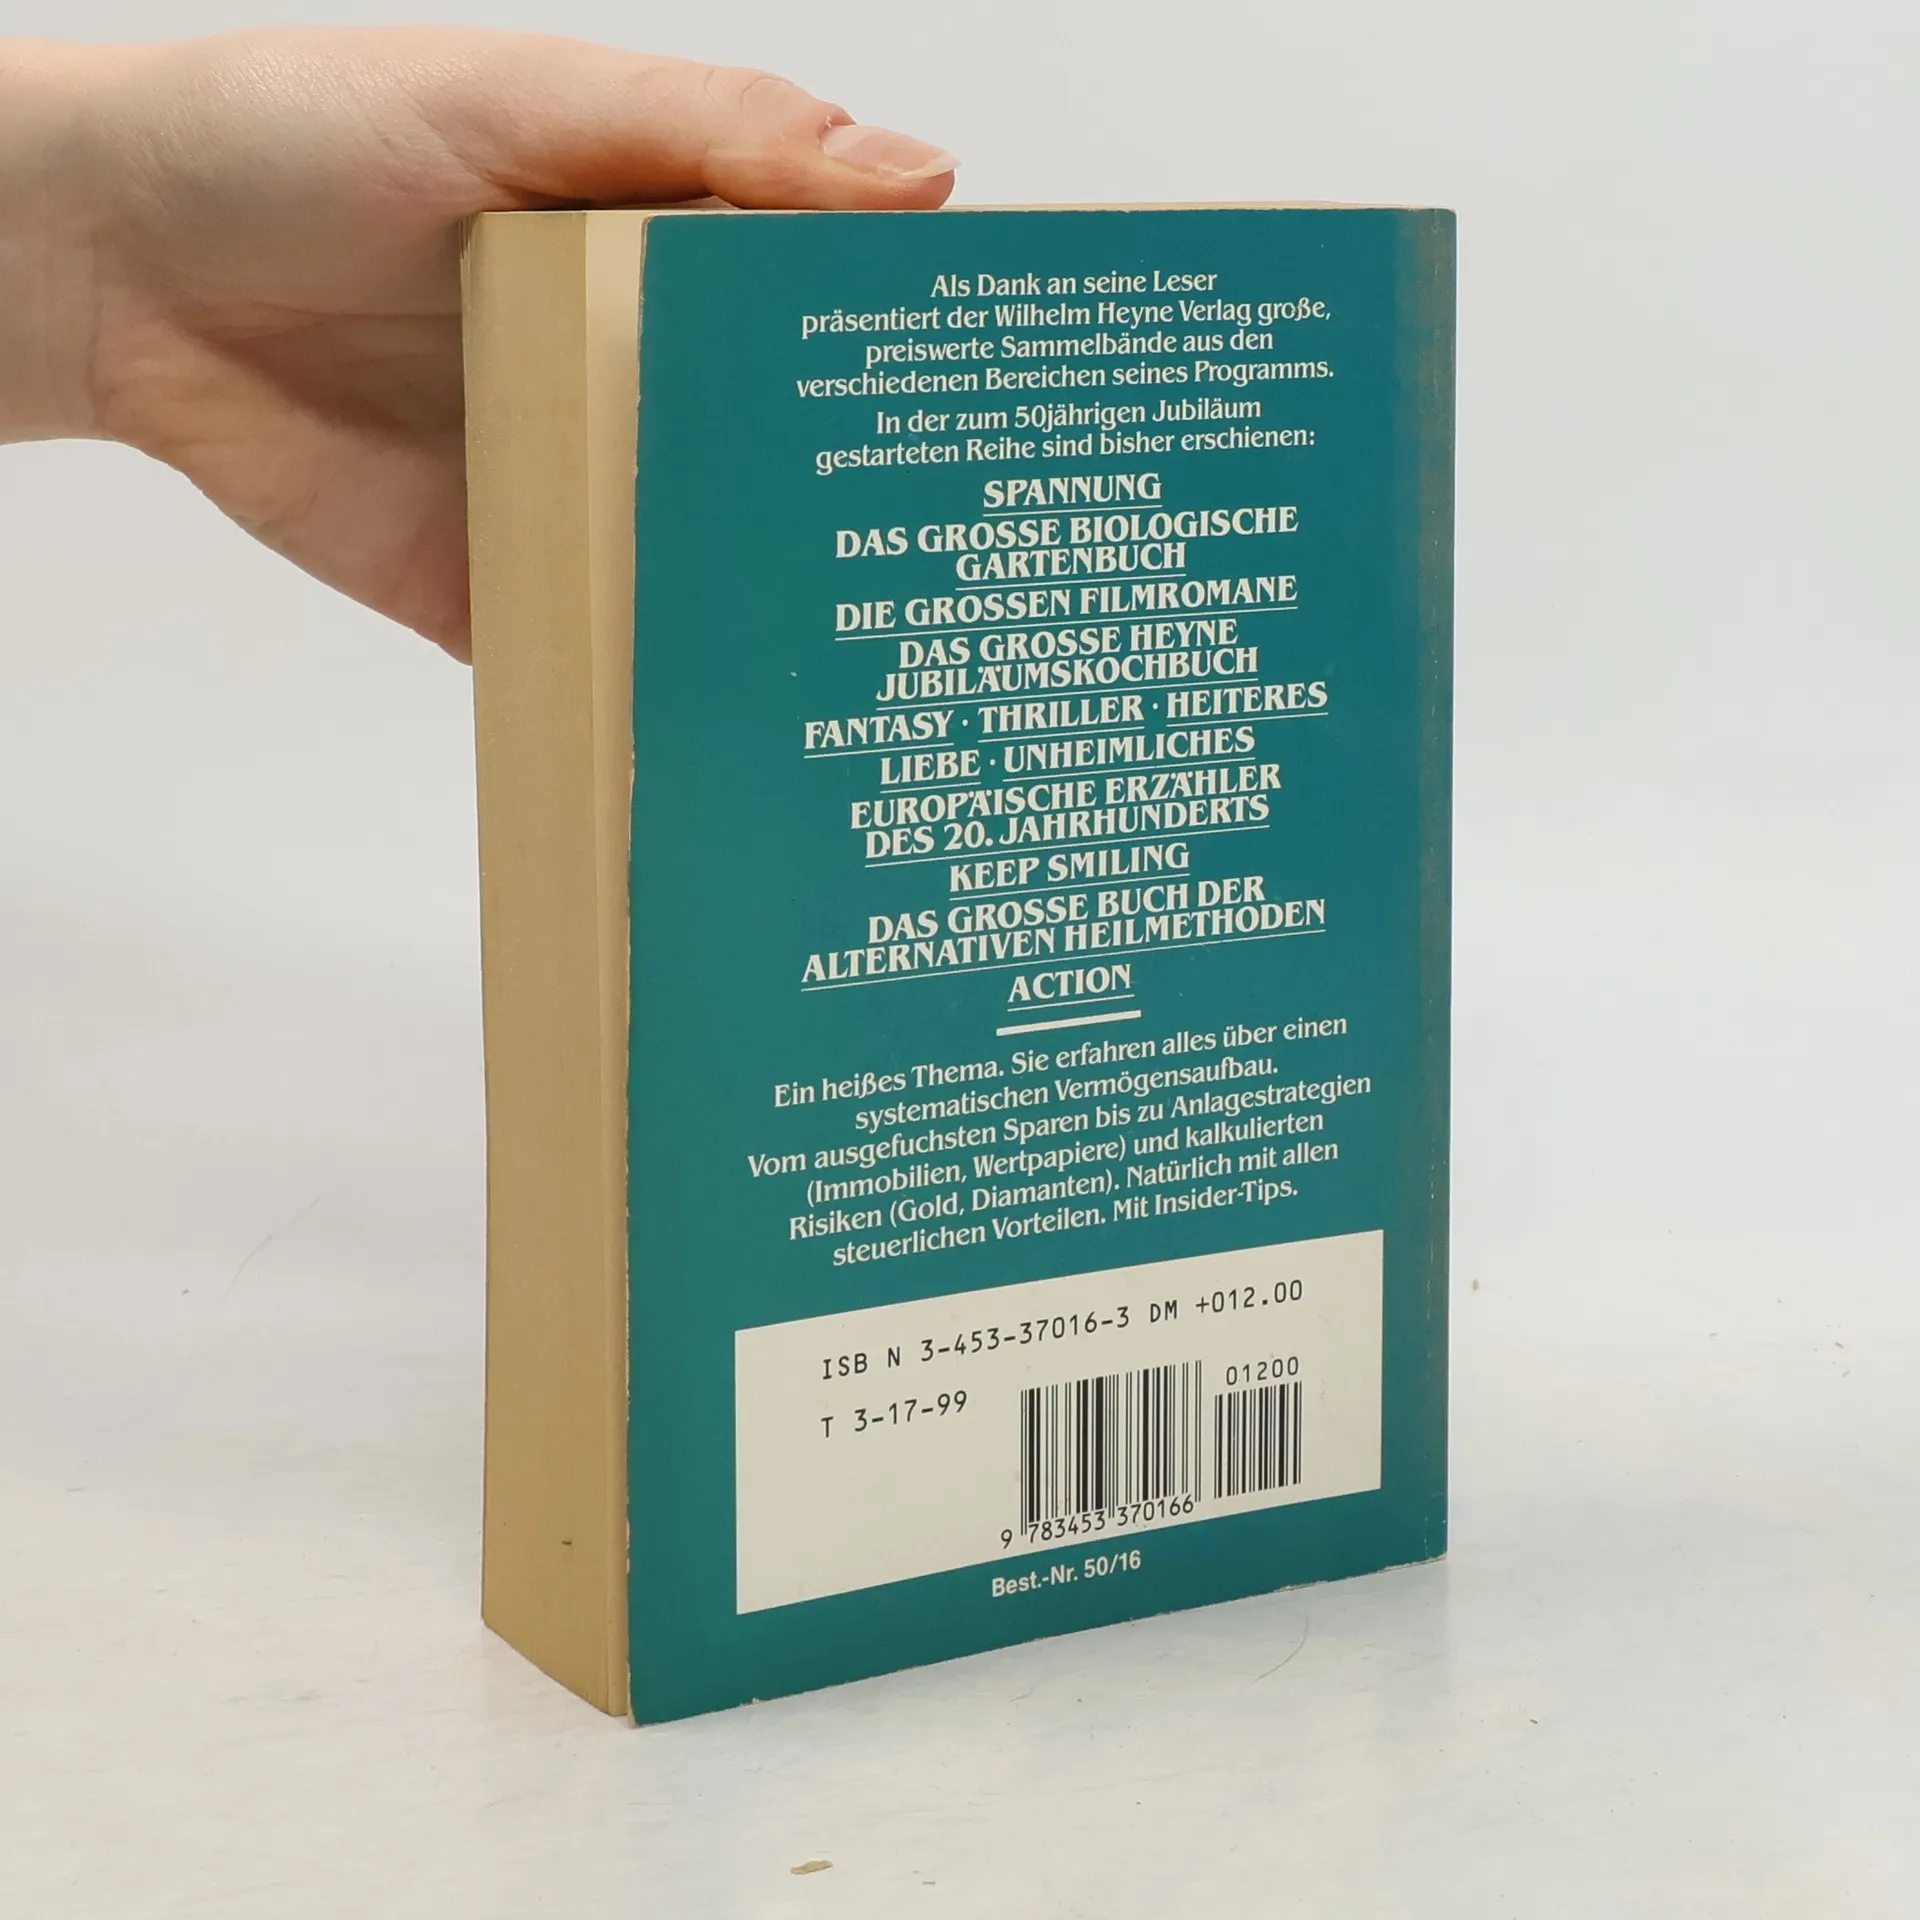 Als Dank an seine Leser
präsentiert der Wilhelm Heyne Verlag große,
preiswerte Sammelbände aus den
verschiedenen Bereichen seines Programms.
In der zum 50jährigen Jubiläum
gestarteten Reihe sind bisher erschienen:
SPANNUNG
DAS GROSSE BIOLOGISCHE
GARTENBUCH
DIE GROSSEN FILMROMANE
DAS GROSSE HEYNE
JUBILÄUMSKOCHBUCH
FANTASY · THRILLER · HEITERES
LIEBE · UNHEIMLICHES
EUROPÄISCHE ERZÄHLER
DES 20. JAHRHUNDERTS
KEEP SMILING
DAS GROSSE BUCH DER
ALTERNATIVEN HEILMETHODEN
ACTION
Ein heißes Thema. Sie erfahren alles über einen
systematischen Vermögensaufbau.
Vom ausgefuchsten Sparen bis zu Anlagestrategien
(Immobilien, Wertpapiere) und kalkulierten
Risiken (Gold, Diamanten). Natürlich mit allen
steuerlichen Vorteilen. Mit Insider-Tips.
ISB N 3-453-37016-3 DM +012.00
T 3-17-99
01200
9 783453 370166
Best.-Nr. 50/16